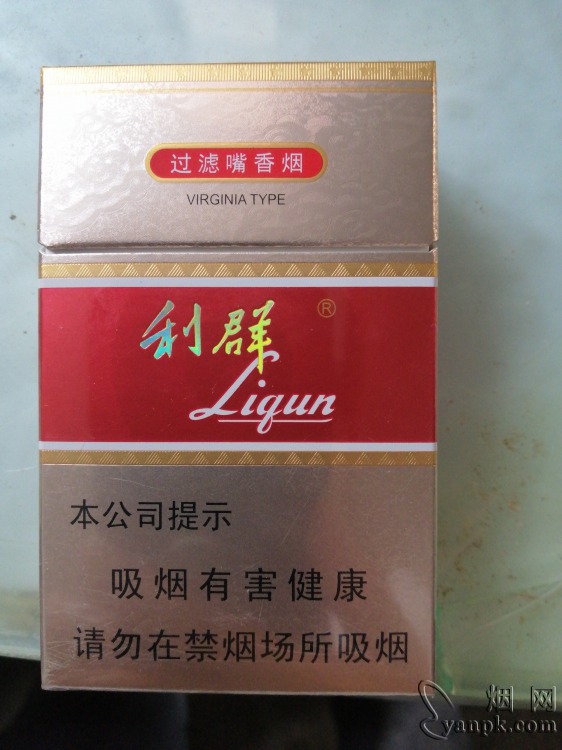 过滤嘴香烟
VIRGINIA TYPE
利群®
Liqun
本公司提示
吸烟有害健康
请勿在禁烟场所吸烟
烟网
yanpk.com